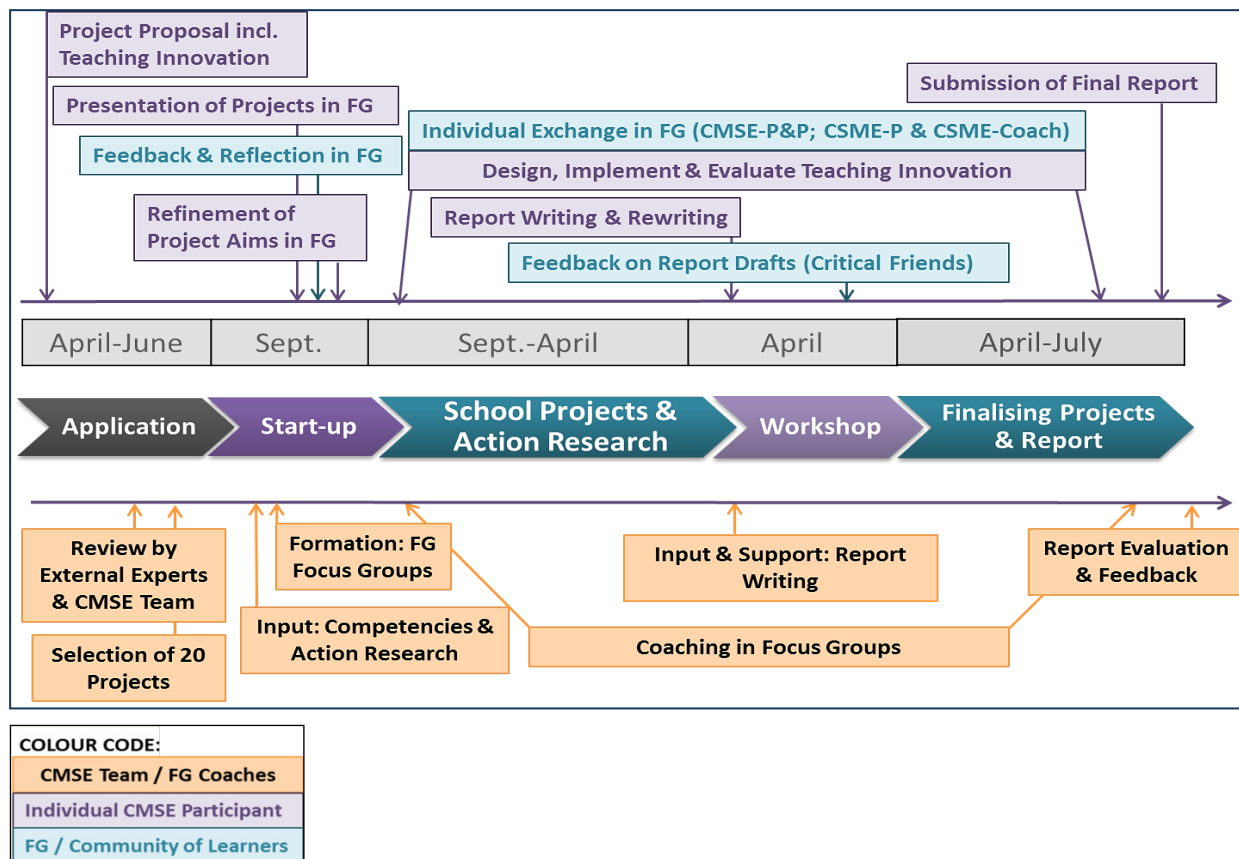 Project Proposal incl.
Teaching Innovation
Presentation of Projects in FG
Feedback & Reflection in FG
Refinement of
Project Aims in FG
Individual Exchange in FG (CMSE-P&P; CSME-P & CSME-Coach)
Design, Implement & Evaluate Teaching Innovation
Report Writing & Rewriting
Feedback on Report Drafts (Critical Friends)
Submission of Final Report
April-June
Sept.
Sept.-April
April
April-July
Application
Start-up
School Projects &
Action Research
Workshop
Finalising Projects
& Report
Review by
External Experts
& CMSE Team
Selection of 20
Projects
Formation: FG
Focus Groups
Input: Competencies &
Action Research
Input & Support: Report
Writing
Coaching in Focus Groups
Report Evaluation
& Feedback
COLOUR CODE:
CMSE Team / FG Coaches
Individual CMSE Participant
FG / Community of Learners